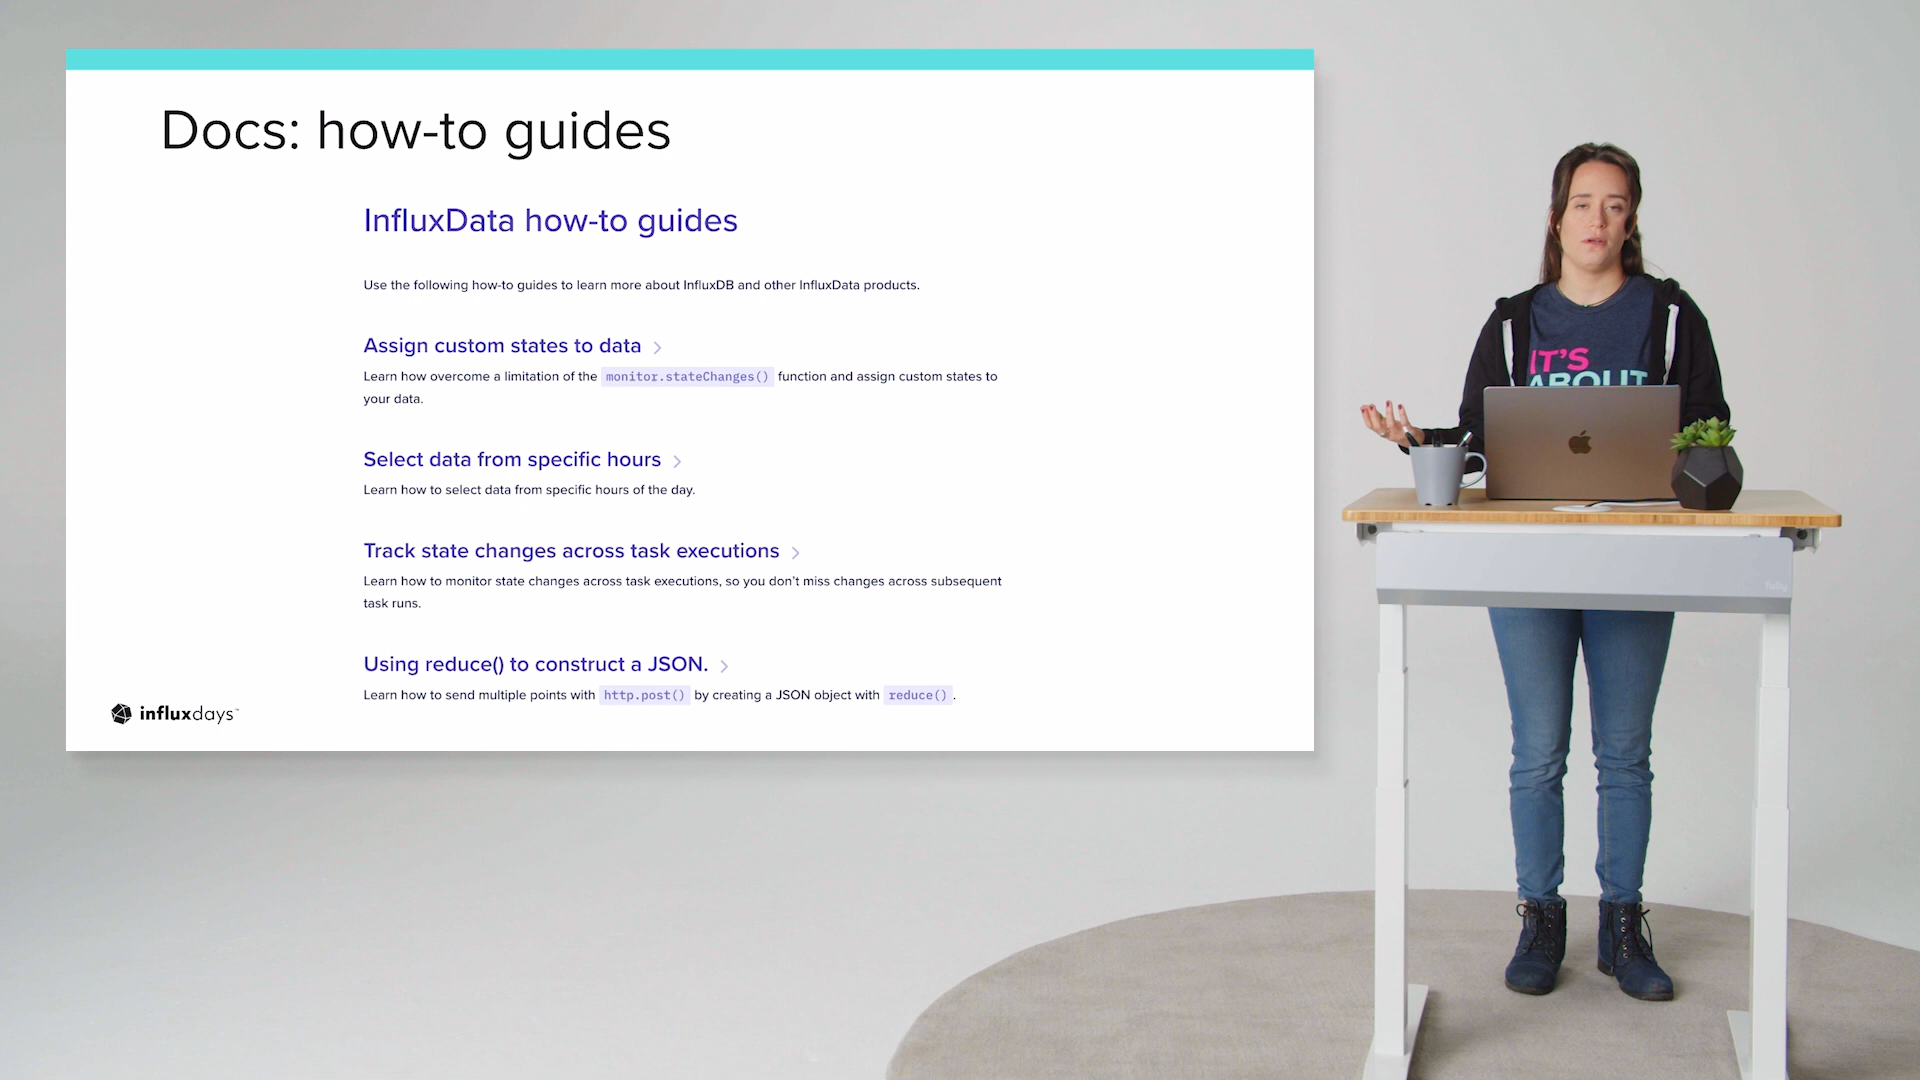 Docs: how-to guides
InfluxData how-to guides
Use the following how-to guides to learn more about InfluxDB and other InfluxData products.
Assign custom states to data
Learn how overcome a limitation of the monitor.stateChanges() function and assign custom states to
your data.
Select data from specific hours
Learn how to select data from specific hours of the day.
Track state changes across task executions
Learn how to monitor state changes across task executions, so you don't miss changes across subsequent
task runs.
Using reduce() to construct a JSON.
Learn how to send multiple points with http.post() by creating a JSON object with reduce().
influxdays™
IT'S
ABOUT
fully